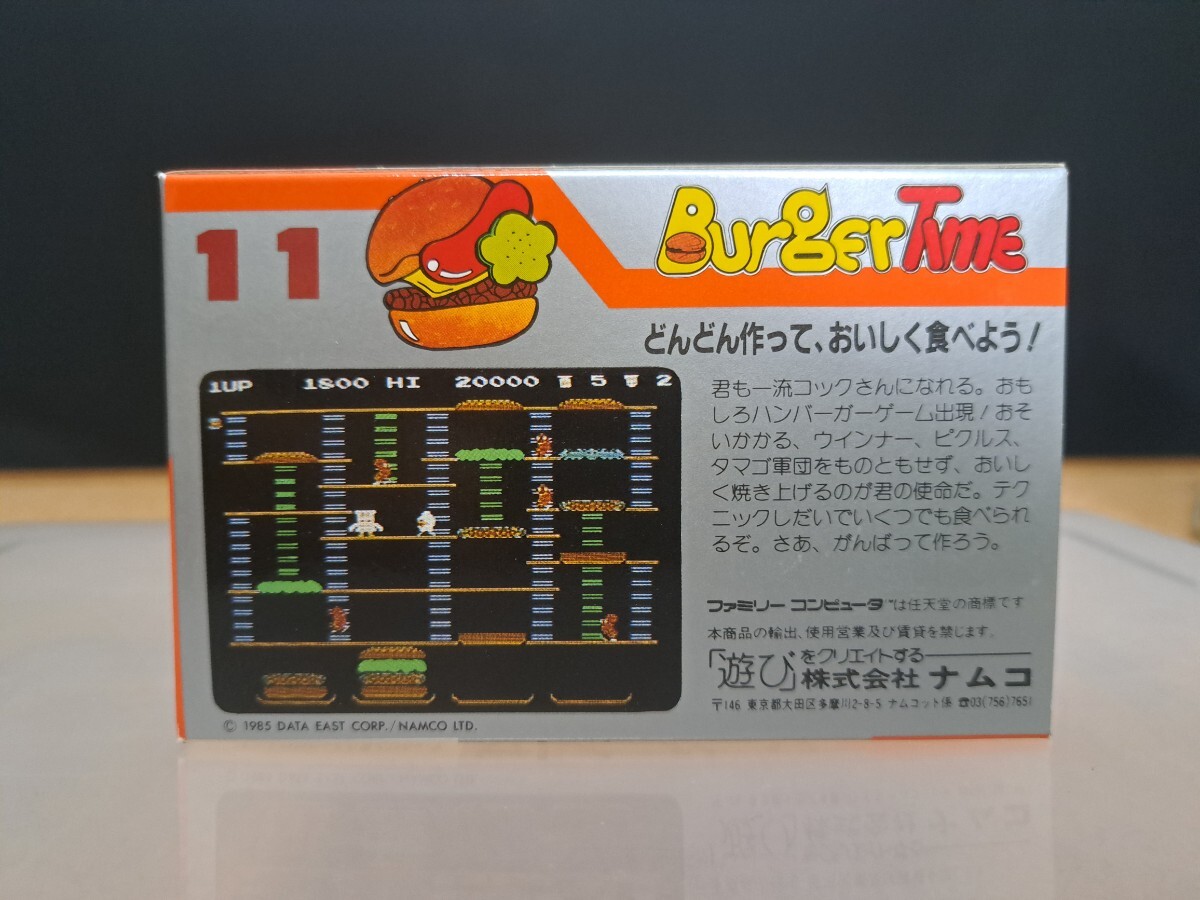 11
BurgerTime
どんどん作って、おいしく食べよう!
1UP 1800 HI 20000 5 2
君も一流コックさんになれる。おも
しろハンバーガーゲーム出現!おそ
いかかる、ウインナー、ピクルス、
タマゴ軍団をものともせず、おいし
く焼き上げるのが君の使命だ。テク
ニックしだいでいくつでも食べられ
るぞ。さあ、がんばって作ろう。
ファミリー コンピュータ™は任天堂の商標です
本商品の輸出、使用営業及び賃貸を禁じます。
「遊び」をクリエイトする
株式会社 ナムコ
〒146 東京都大田区多摩川2-8-5 ナムコット係 ☎03(756)7651
© 1985 DATA EAST CORP./NAMCO LTD.